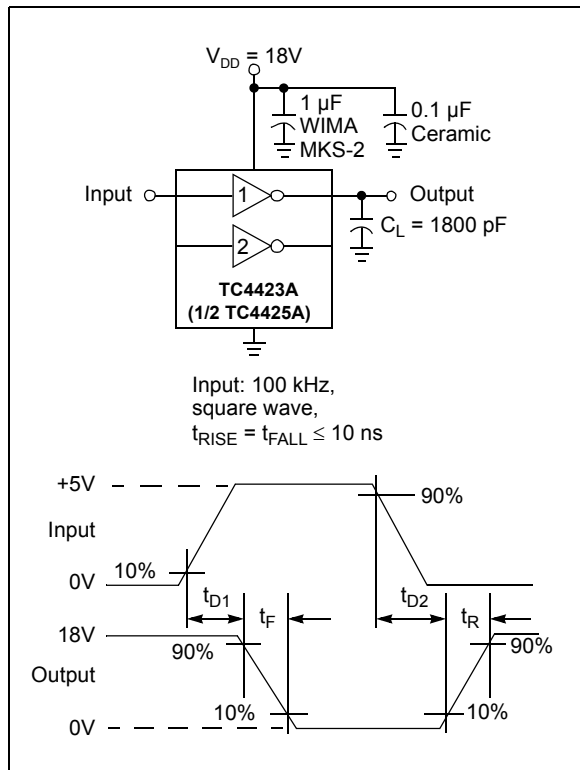 V_DD = 18V
1 µF
WIMA
MKS-2
0.1 µF
Ceramic
Input
1
Output
C_L = 1800 pF
2
TC4423A
(1/2 TC4425A)
Input: 100 kHz,
square wave,
t_RISE = t_FALL ≤ 10 ns
+5V
90%
Input
10%
0V
t_D1
t_F
t_D2
t_R
18V
90%
90%
Output
10%
10%
0V